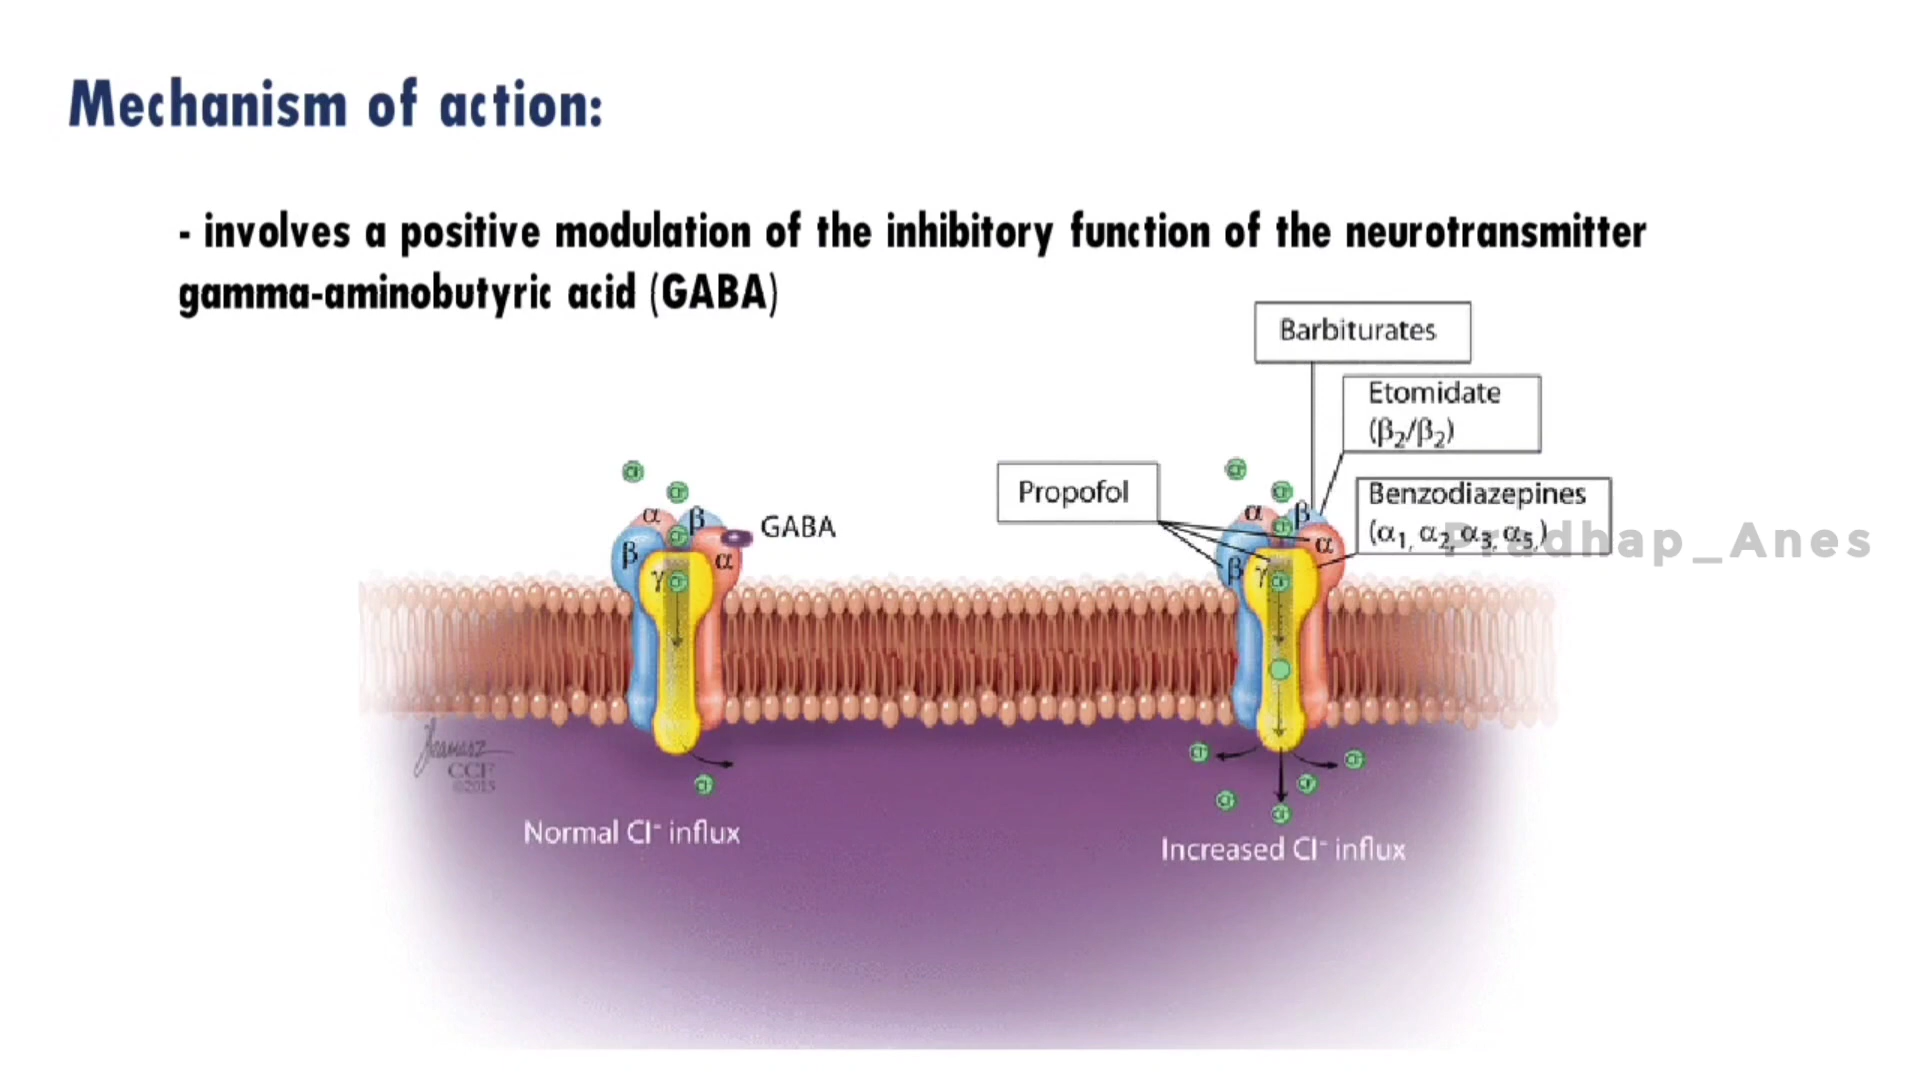 Mechanism of action:
- involves a positive modulation of the inhibitory function of the neurotransmitter
gamma-aminobutyric acid (GABA)
Barbiturates
Etomidate
(β₂/β₂)
Propofol
Benzodiazepines
(α₁, α₂, α₃, α₅,)
Pradhap_Anes
α β
GABA
β α
γ
α β
α
β γ
CCF
©2015
Normal Cl⁻ influx
Increased Cl⁻ influx